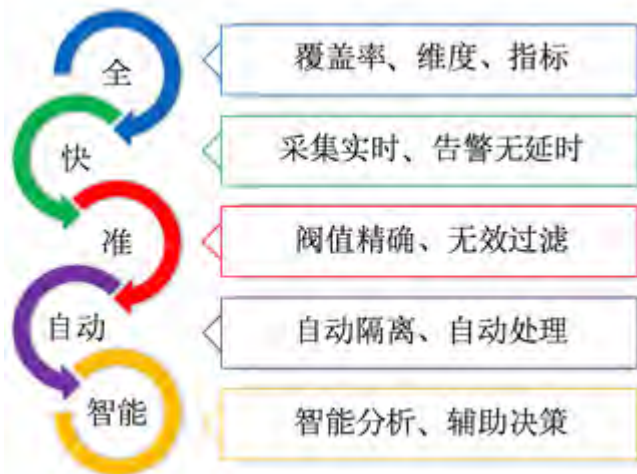 全
覆盖率、维度、指标
快
采集实时、告警无延时
准
阀值精确、无效过滤
自动
自动隔离、自动处理
智能
智能分析、辅助决策